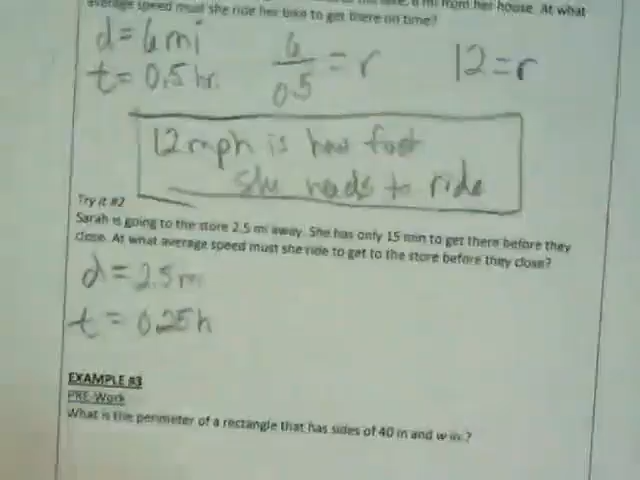 average speed must she ride her bike to get there on time?
d = 6 mi
t = 0.5 hr.
6/0.5 = r
12 = r
12 mph is how fast
she needs to ride
Try it #2
Sarah is going to the store 2.5 mi away. She has only 15 min to get there before they
close. At what average speed must she ride to get to the store before they close?
d = 2.5 mi
t = 0.25 h
EXAMPLE #3
PRE-Work
What is the perimeter of a rectangle that has sides of 40 in and w in.?